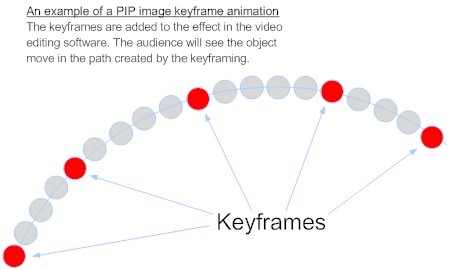 An example of a PIP image keyframe animation
The keyframes are added to the effect in the video
editing software. The audience will see the object
move in the path created by the keyframing.
Keyframes